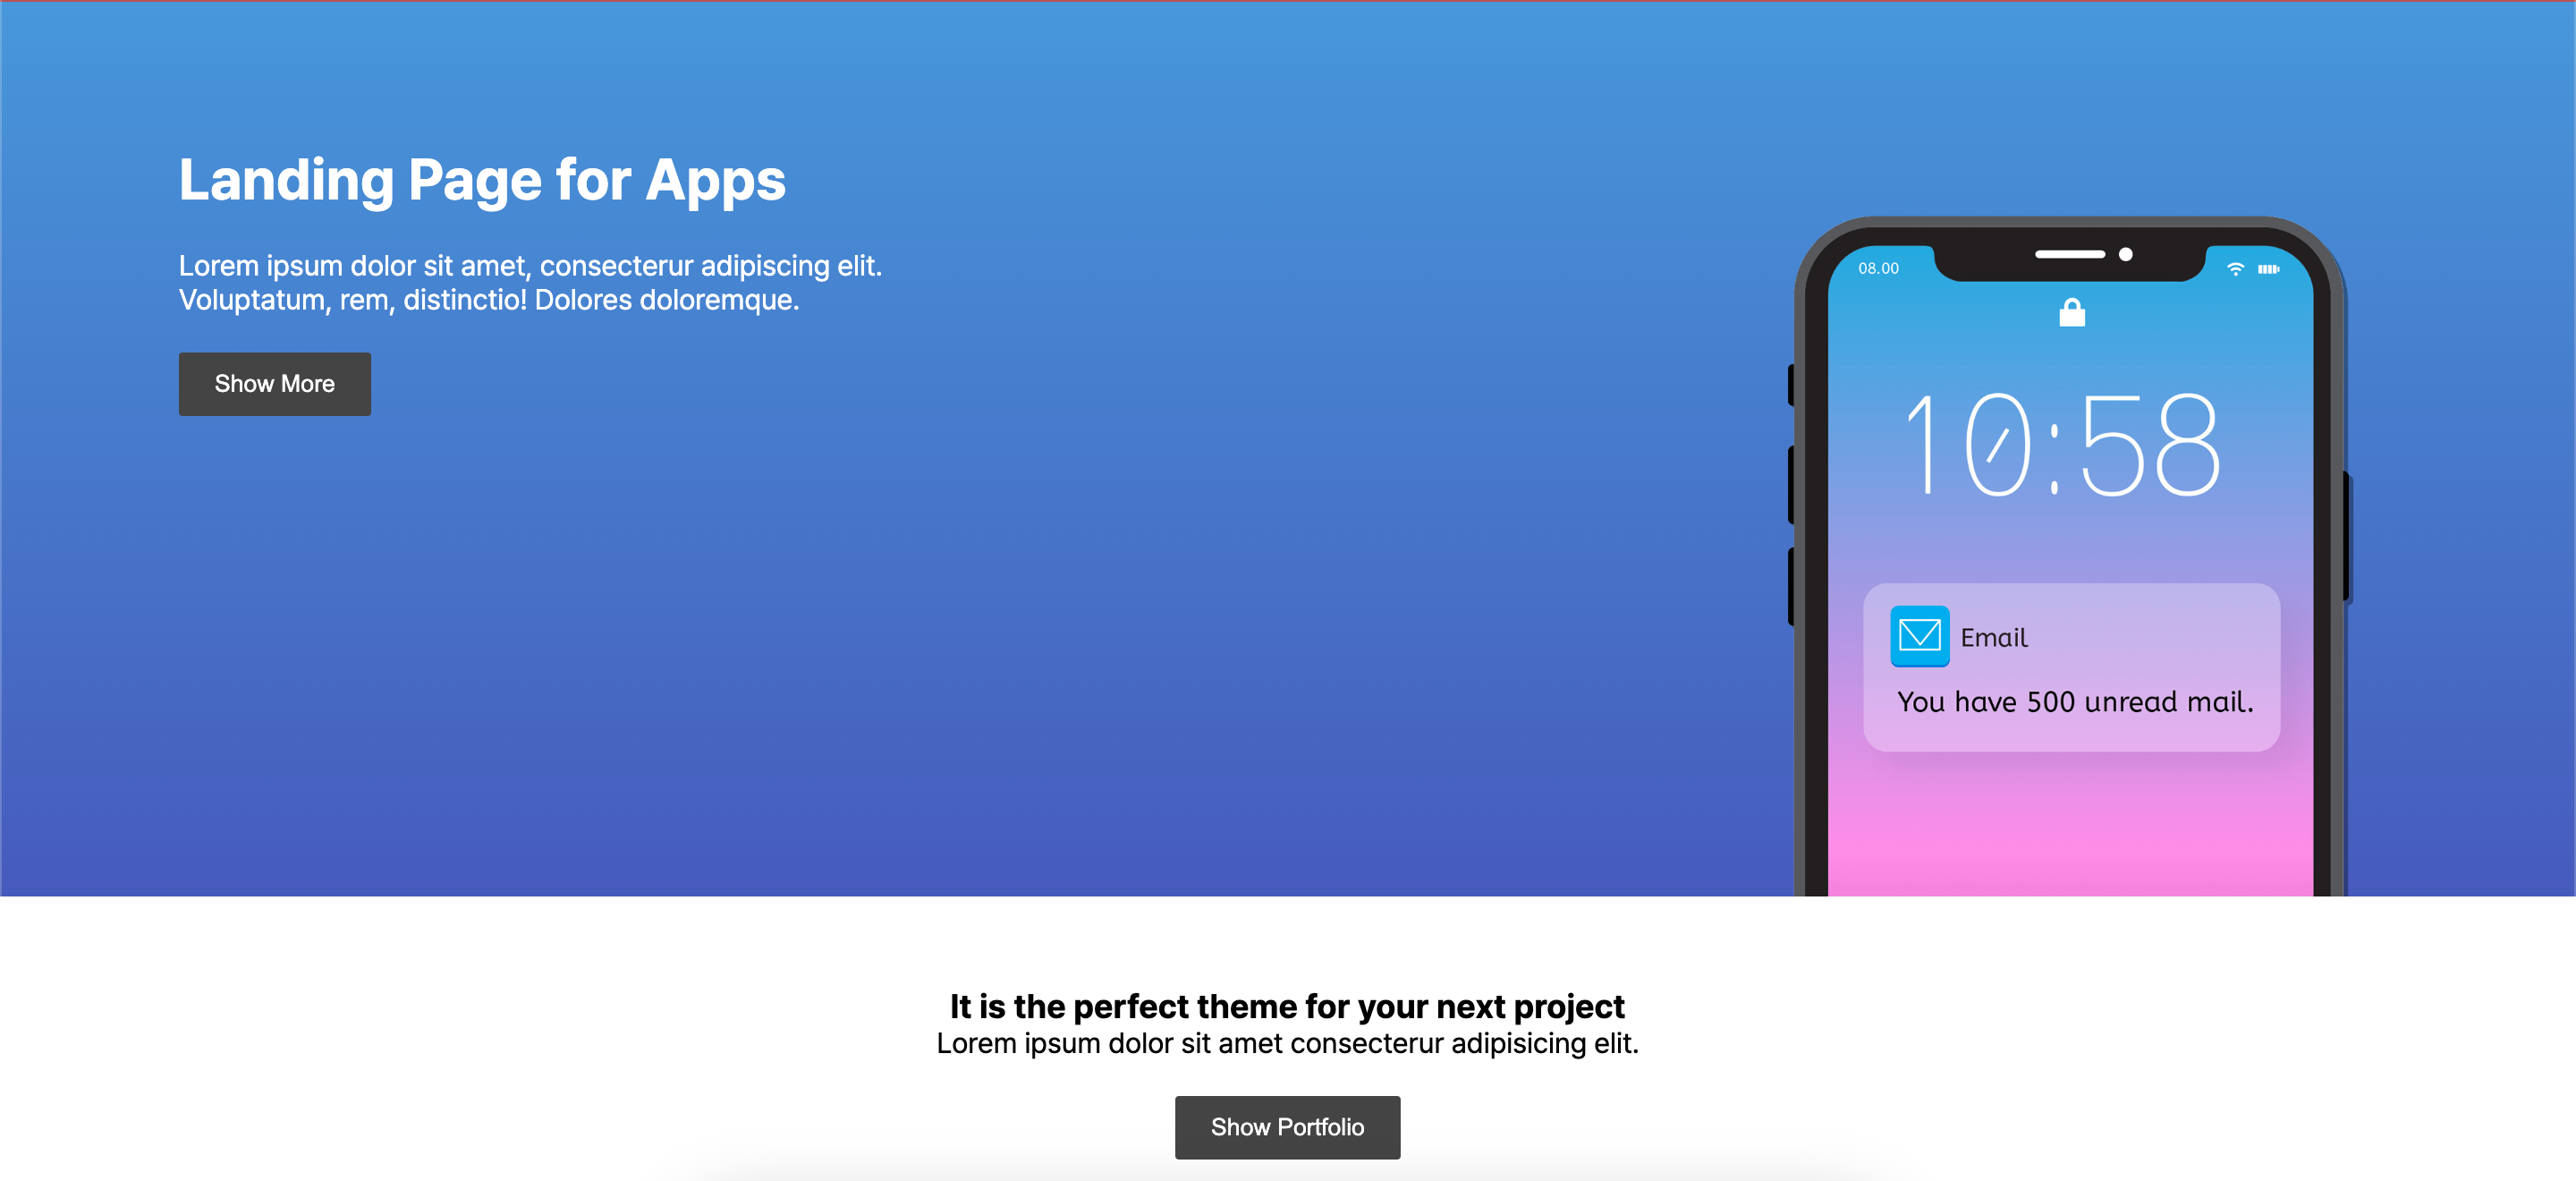 Landing Page for Apps
Lorem ipsum dolor sit amet, consecterur adipiscing elit.
Voluptatum, rem, distinctio! Dolores doloremque.
Show More
08.00
10:58
Email
You have 500 unread mail.
It is the perfect theme for your next project
Lorem ipsum dolor sit amet consecterur adipisicing elit.
Show Portfolio